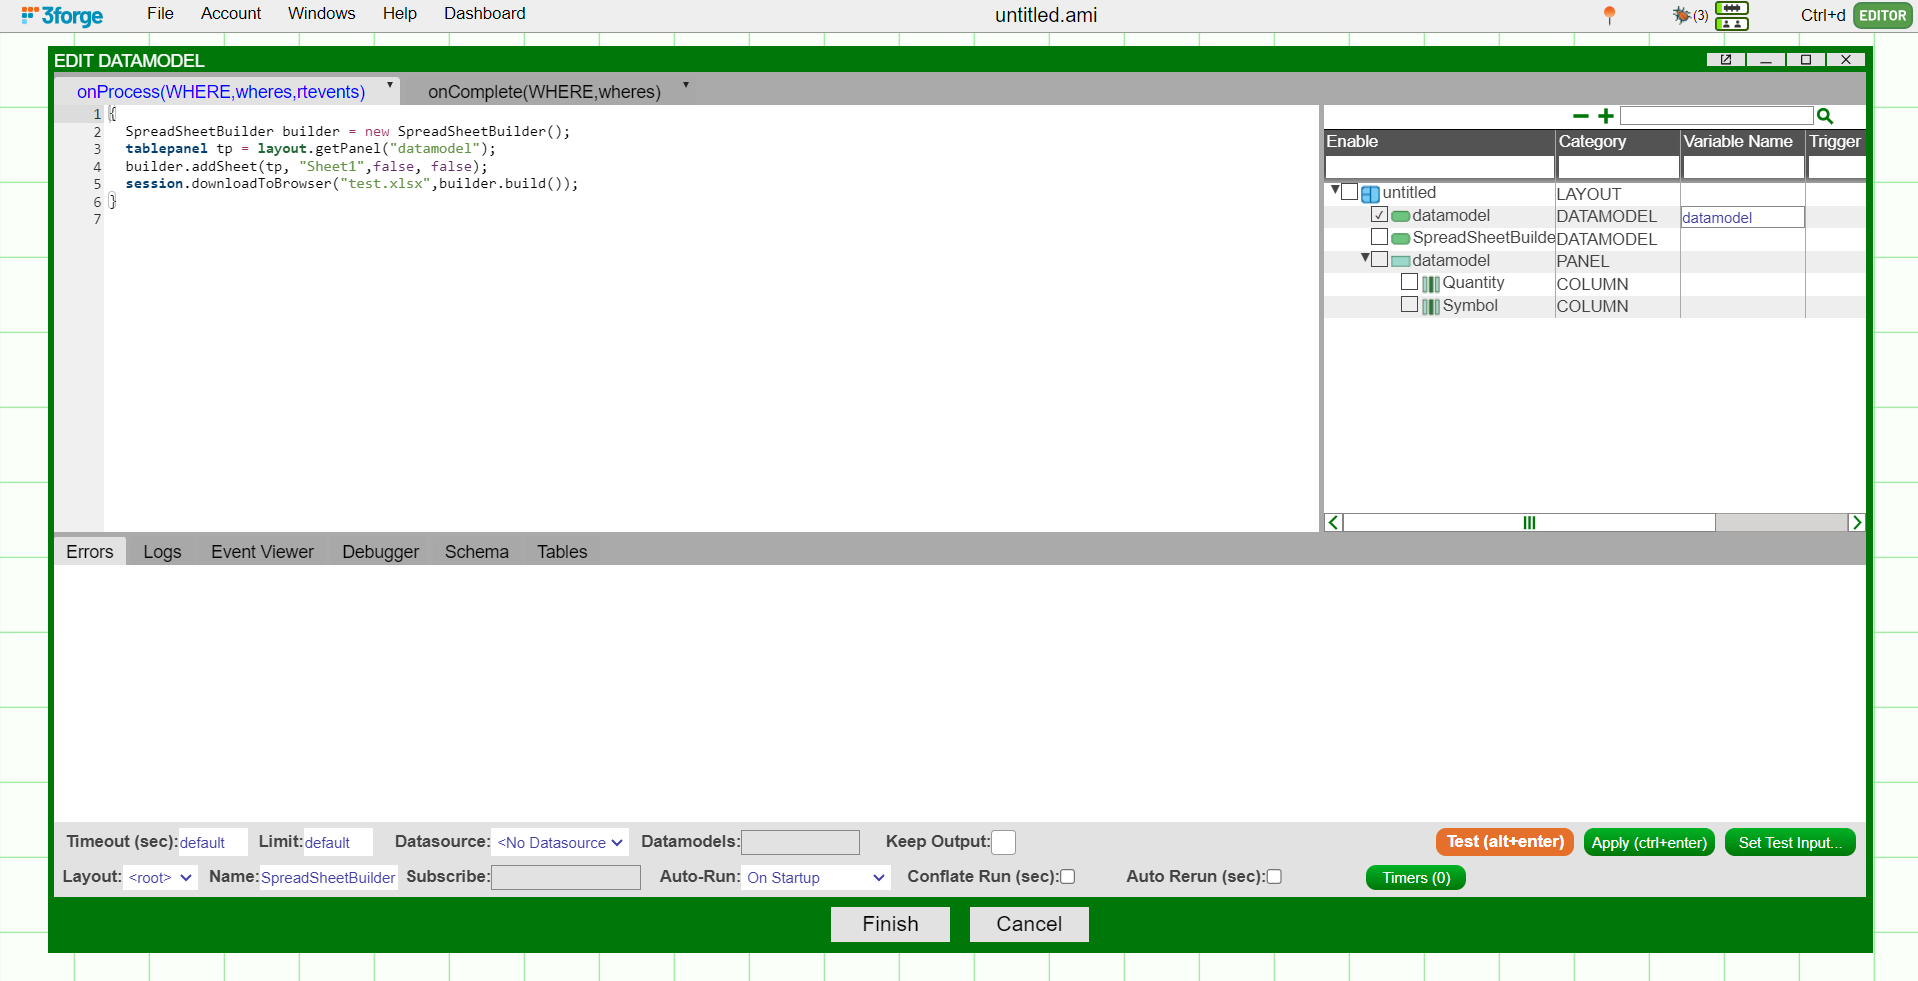 3forge File Account Windows Help Dashboard untitled.ami (3) Ctrl+d EDITOR
EDIT DATAMODEL
onProcess(WHERE,wheres,rtevents) onComplete(WHERE,wheres)
1 {
2 SpreadSheetBuilder builder = new SpreadSheetBuilder();
3 tablepanel tp = layout.getPanel("datamodel");
4 builder.addSheet(tp, "Sheet1",false, false);
5 session.downloadToBrowser("test.xlsx",builder.build());
6 }
7
Enable Category Variable Name Trigger
untitled LAYOUT
datamodel DATAMODEL datamodel
SpreadSheetBuilde DATAMODEL
datamodel PANEL
Quantity COLUMN
Symbol COLUMN
Errors Logs Event Viewer Debugger Schema Tables
Timeout (sec): default Limit: default Datasource: <No Datasource Datamodels: Keep Output: Test (alt+enter) Apply (ctrl+enter) Set Test Input...
Layout: <root> Name: SpreadSheetBuilder Subscribe: Auto-Run: On Startup Conflate Run (sec): Auto Rerun (sec): Timers (0)
Finish Cancel